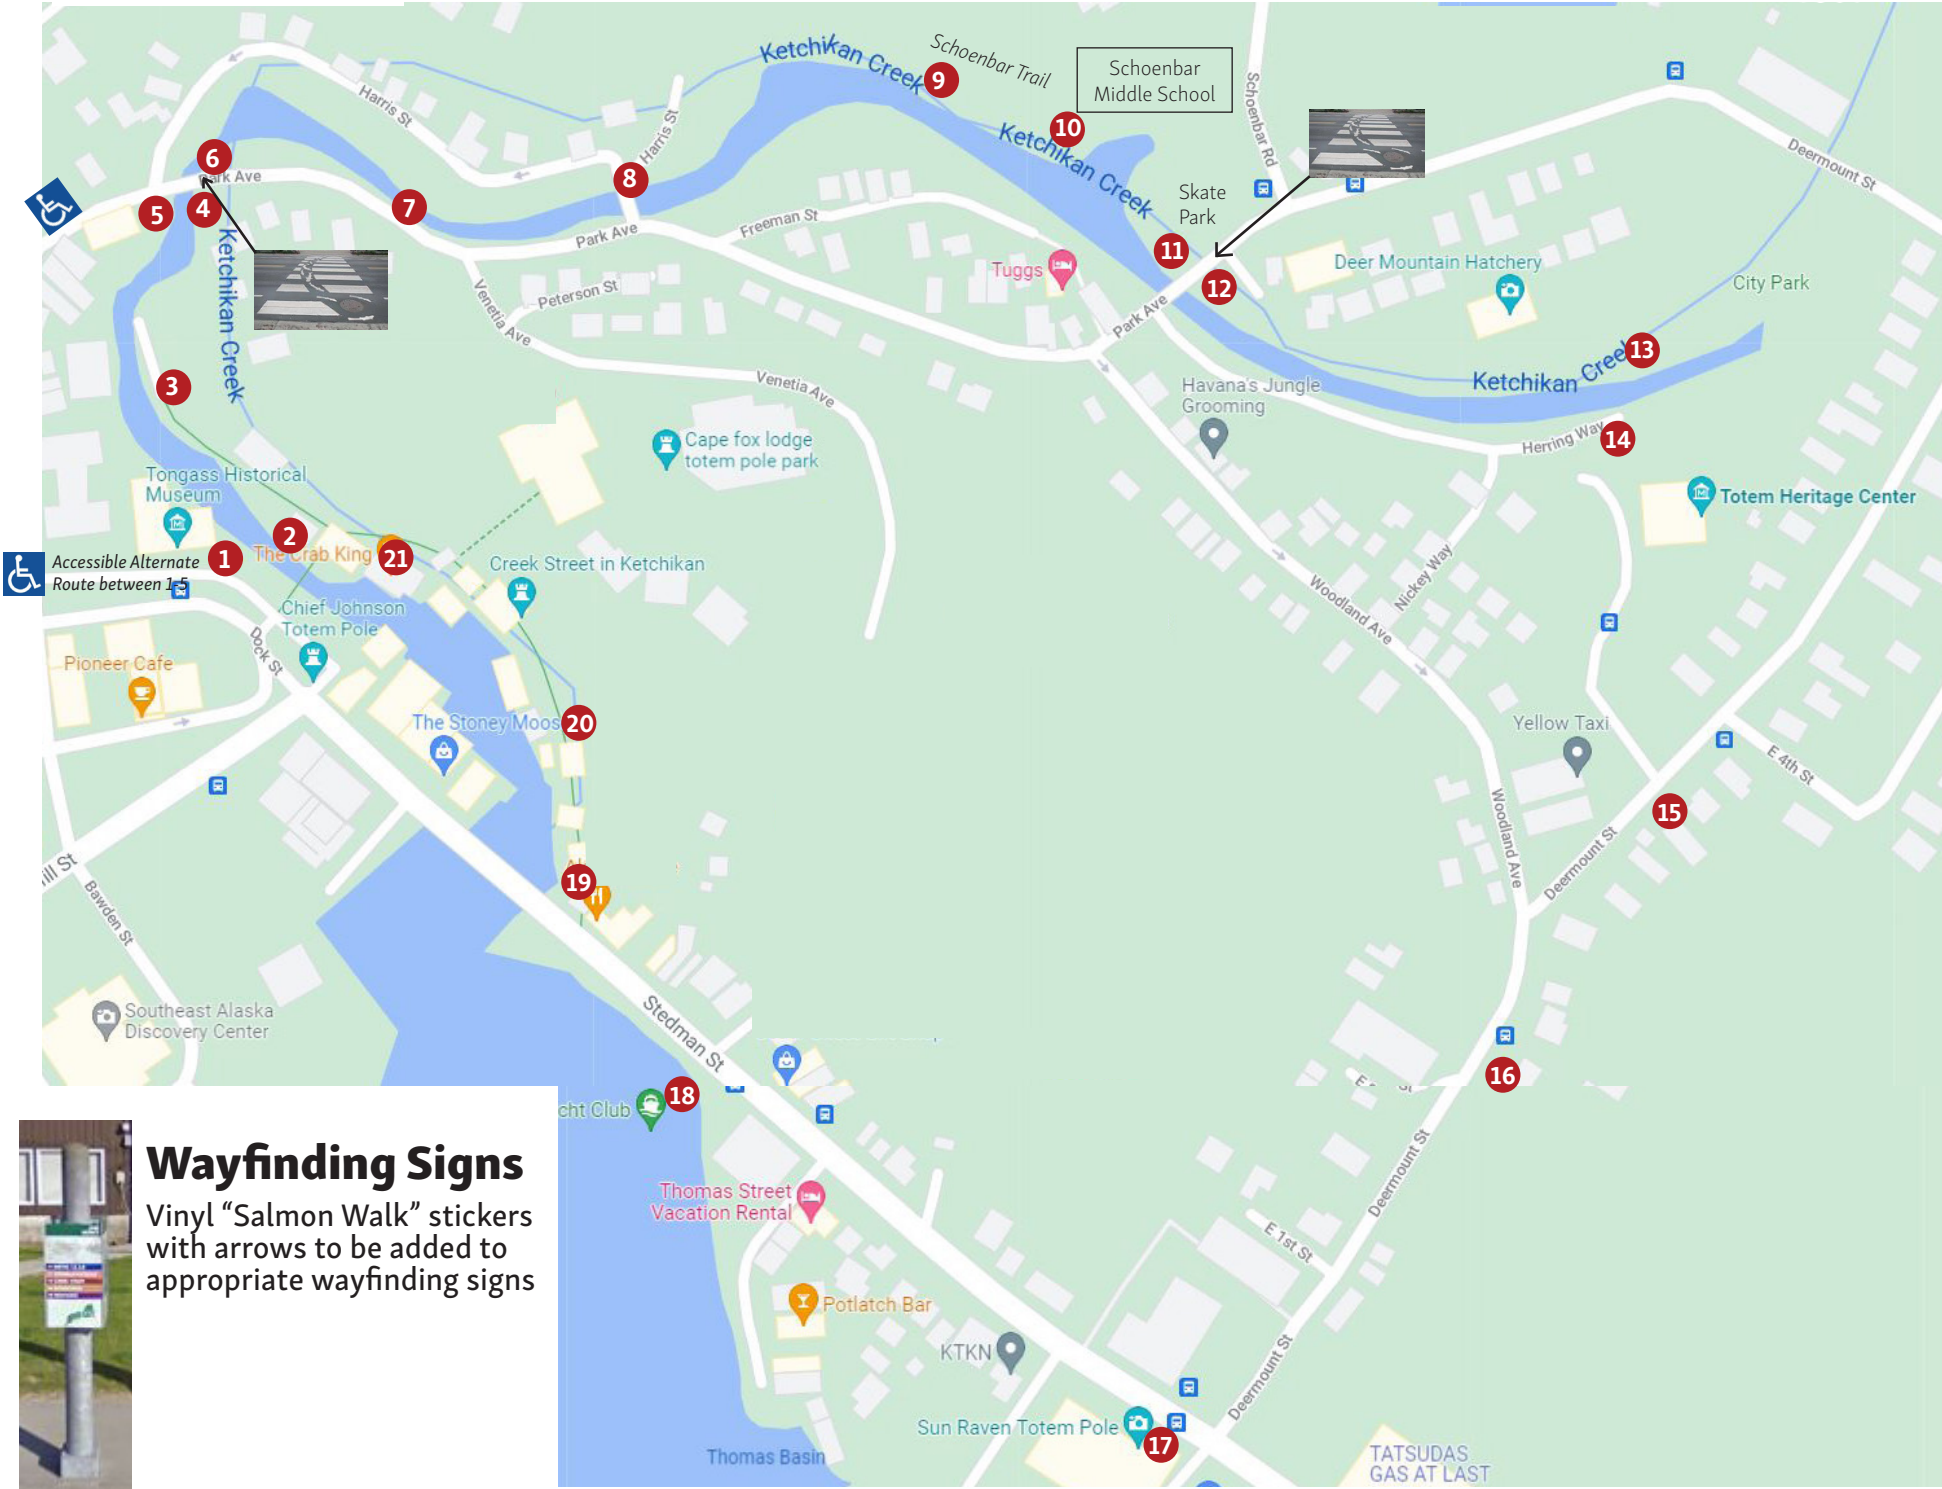 Ketchikan Creek
9
Schoenbar Trail
Schoenbar
Middle School
Schoenbar Rd
Harris St
Harris St
10
Ketchikan Creek
Deermount St
6
Park Ave
5
4
7
8
Skate
Park
Freeman St
Park Ave
11
12
Tuggs
Deer Mountain Hatchery
City Park
Ketchikan Creek
Peterson St
Venetia Ave
Park Ave
13
Ketchikan Creek
3
Venetia Ave
Havana's Jungle
Grooming
Herring Way
14
Cape fox lodge
totem pole park
Tongass Historical
Museum
Totem Heritage Center
2
1
The Crab King
21
Accessible Alternate
Route between 1-5
Creek Street in Ketchikan
Nickey Way
Woodland Ave
Chief Johnson
Totem Pole
Dock St
Pioneer Cafe
The Stoney Moos
20
Yellow Taxi
E 4th St
15
Woodland Ave
Deermount St
ill St
Bawden St
19
Southeast Alaska
Discovery Center
Stedman St
16
cht Club
18
Wayfinding Signs
Vinyl “Salmon Walk” stickers
with arrows to be added to
appropriate wayfinding signs
Deermount St
Thomas Street
Vacation Rental
E 1st St
Potlatch Bar
KTKN
Deermount St
Sun Raven Totem Pole
17
Thomas Basin
TATSUDAS
GAS AT LAST